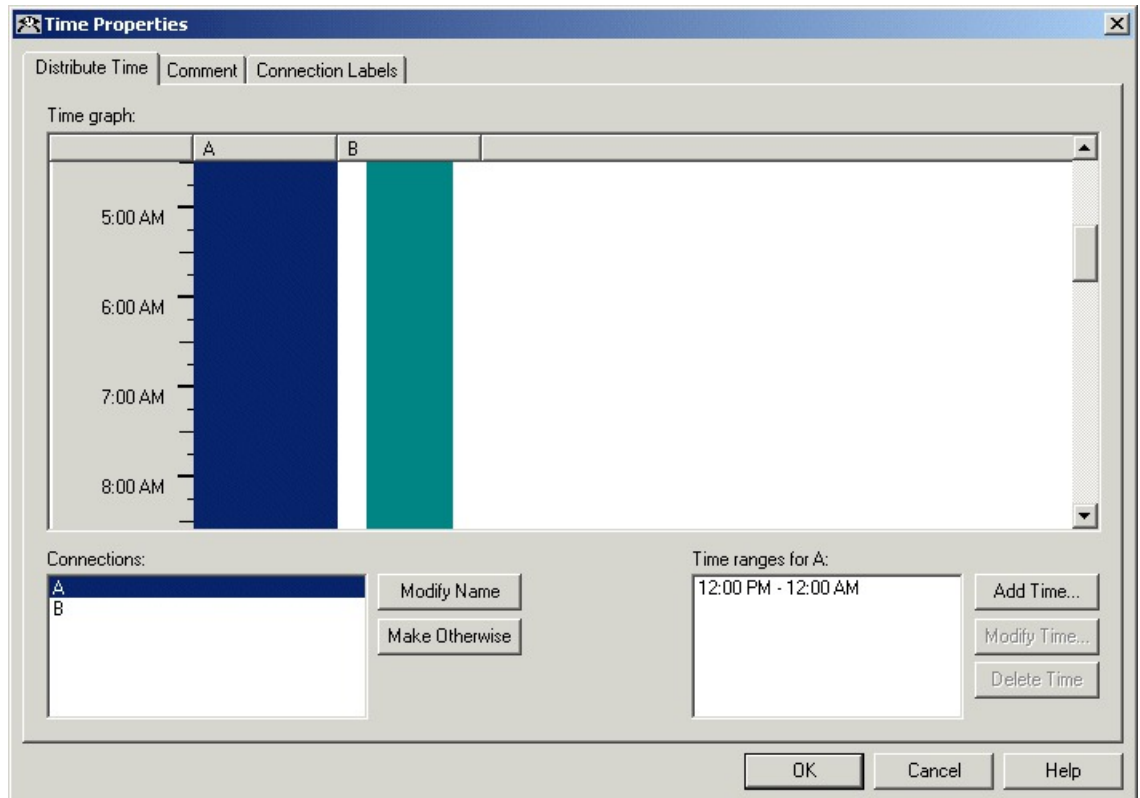 Time Properties
Distribute Time Comment Connection Labels
Time graph:
A B
5:00 AM
6:00 AM
7:00 AM
8:00 AM
Connections:
A
B
Modify Name
Make Otherwise
Time ranges for A:
12:00 PM - 12:00 AM
Add Time...
Modify Time...
Delete Time
OK Cancel Help